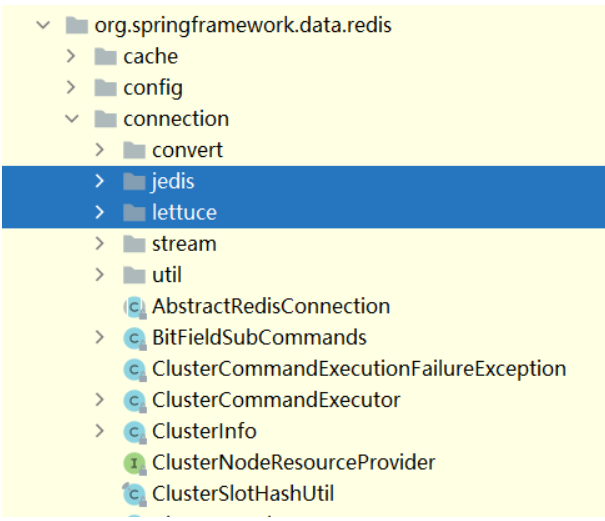 org.springframework.data.redis
cache
config
connection
convert
jedis
lettuce
stream
util
AbstractRedisConnection
BitFieldSubCommands
ClusterCommandExecutionFailureException
ClusterCommandExecutor
ClusterInfo
ClusterNodeResourceProvider
ClusterSlotHashUtil